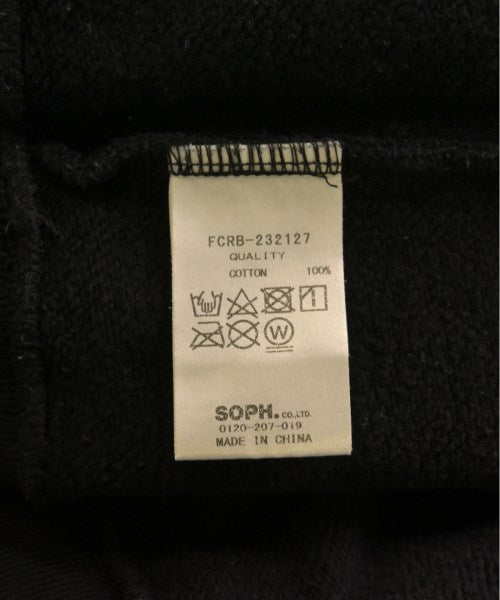 FCRB-232127
QUALITY
COTTON 100%
W
SOPH. CO.,LTD.
0120-207-019
MADE IN CHINA